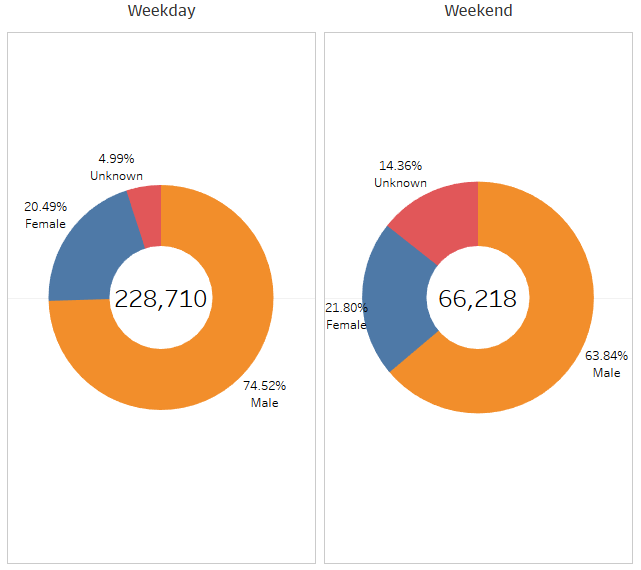 Weekday
Weekend
4.99%
Unknown
20.49%
Female
228,710
74.52%
Male
14.36%
Unknown
21.80%
Female
66,218
63.84%
Male